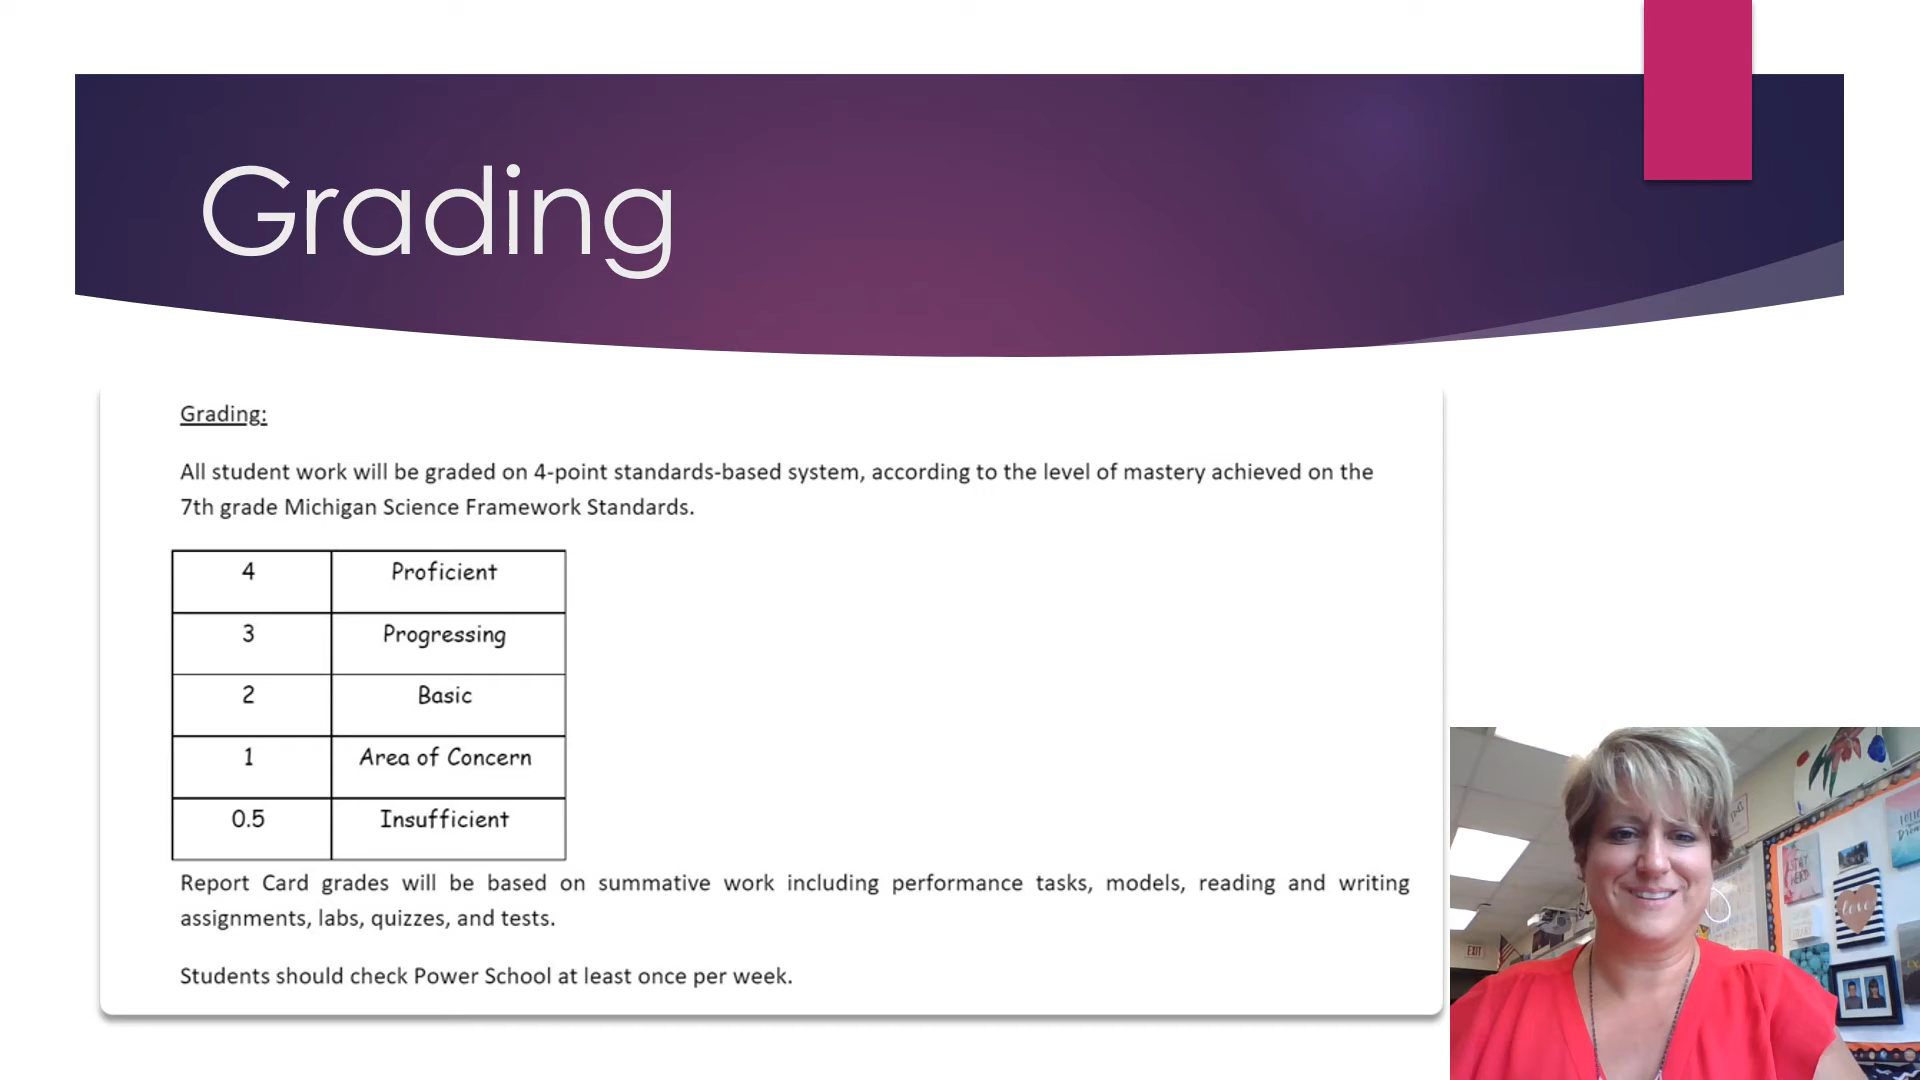 Grading
Grading:
All student work will be graded on 4-point standards-based system, according to the level of mastery achieved on the
7th grade Michigan Science Framework Standards.
4 Proficient
3 Progressing
2 Basic
1 Area of Concern
0.5 Insufficient
Report Card grades will be based on summative work including performance tasks, models, reading and writing
assignments, labs, quizzes, and tests.
Students should check Power School at least once per week.
EXIT
love